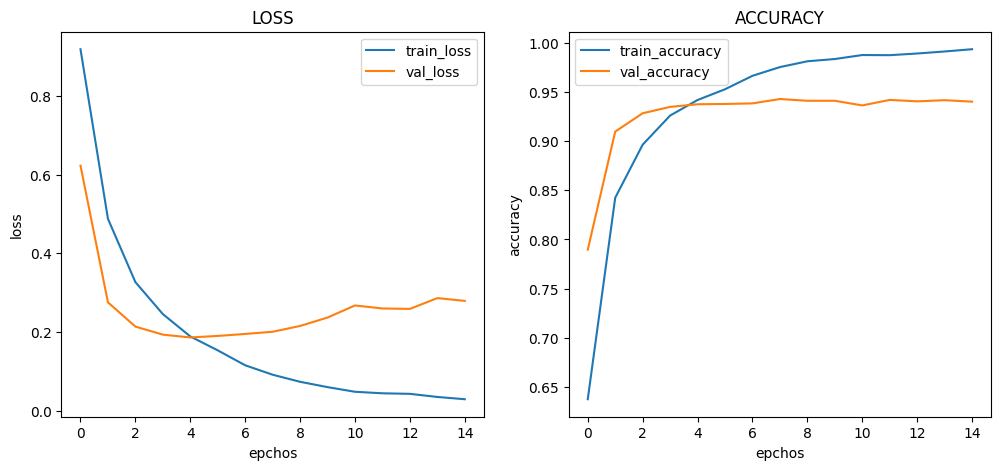 LOSS
train_loss
val_loss
0.8
0.6
0.4
0.2
0.0
loss
0 2 4 6 8 10 12 14
epchos
ACCURACY
train_accuracy
val_accuracy
1.00
0.95
0.90
0.85
0.80
0.75
0.70
0.65
accuracy
0 2 4 6 8 10 12 14
epchos